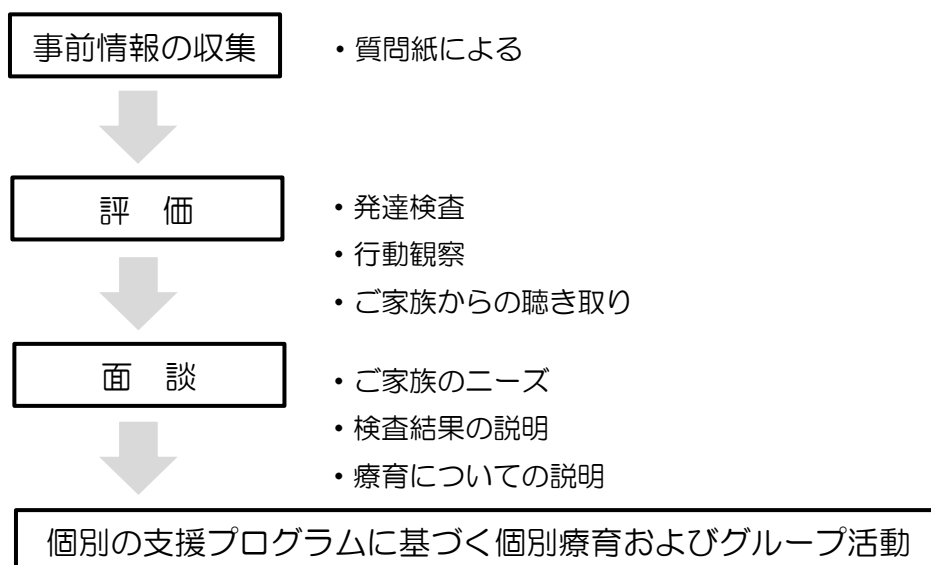 事前情報の収集 ・質問紙による
評 価 ・発達検査
・行動観察
・ご家族からの聴き取り
面 談 ・ご家族のニーズ
・検査結果の説明
・療育についての説明
個別の支援プログラムに基づく個別療育およびグループ活動